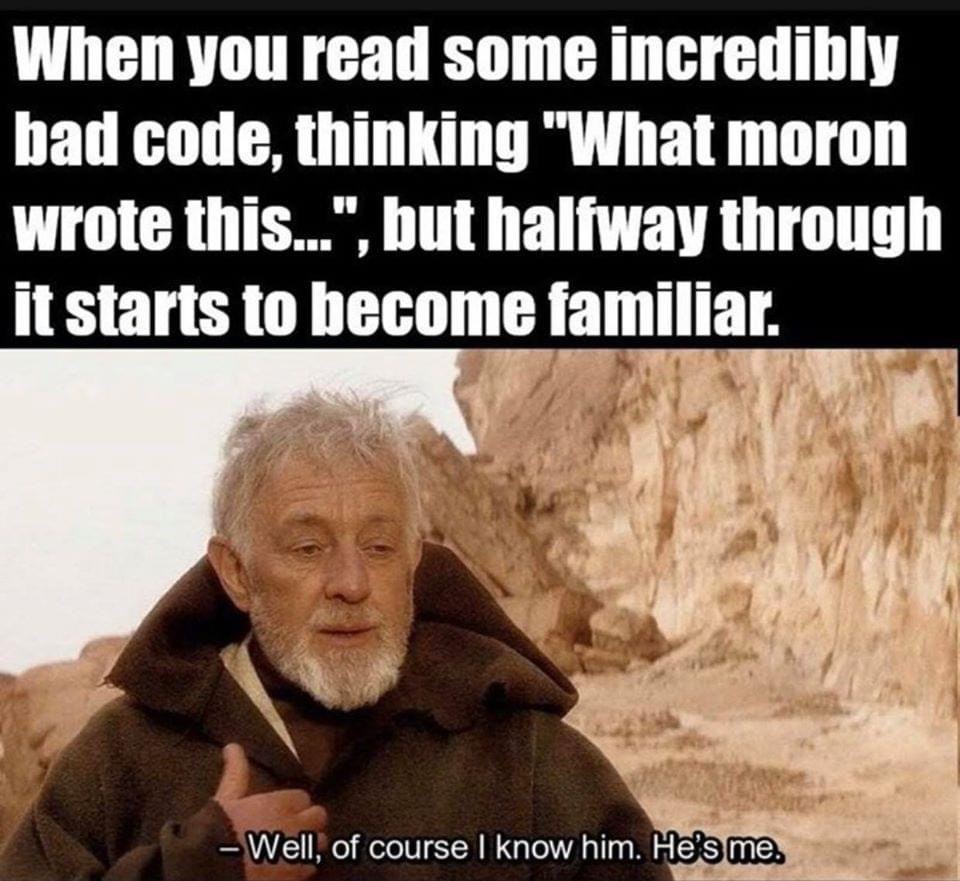 When you read some incredibly
bad code, thinking "What moron
wrote this...", but halfway through
it starts to become familiar.
– Well, of course I know him. He's me.